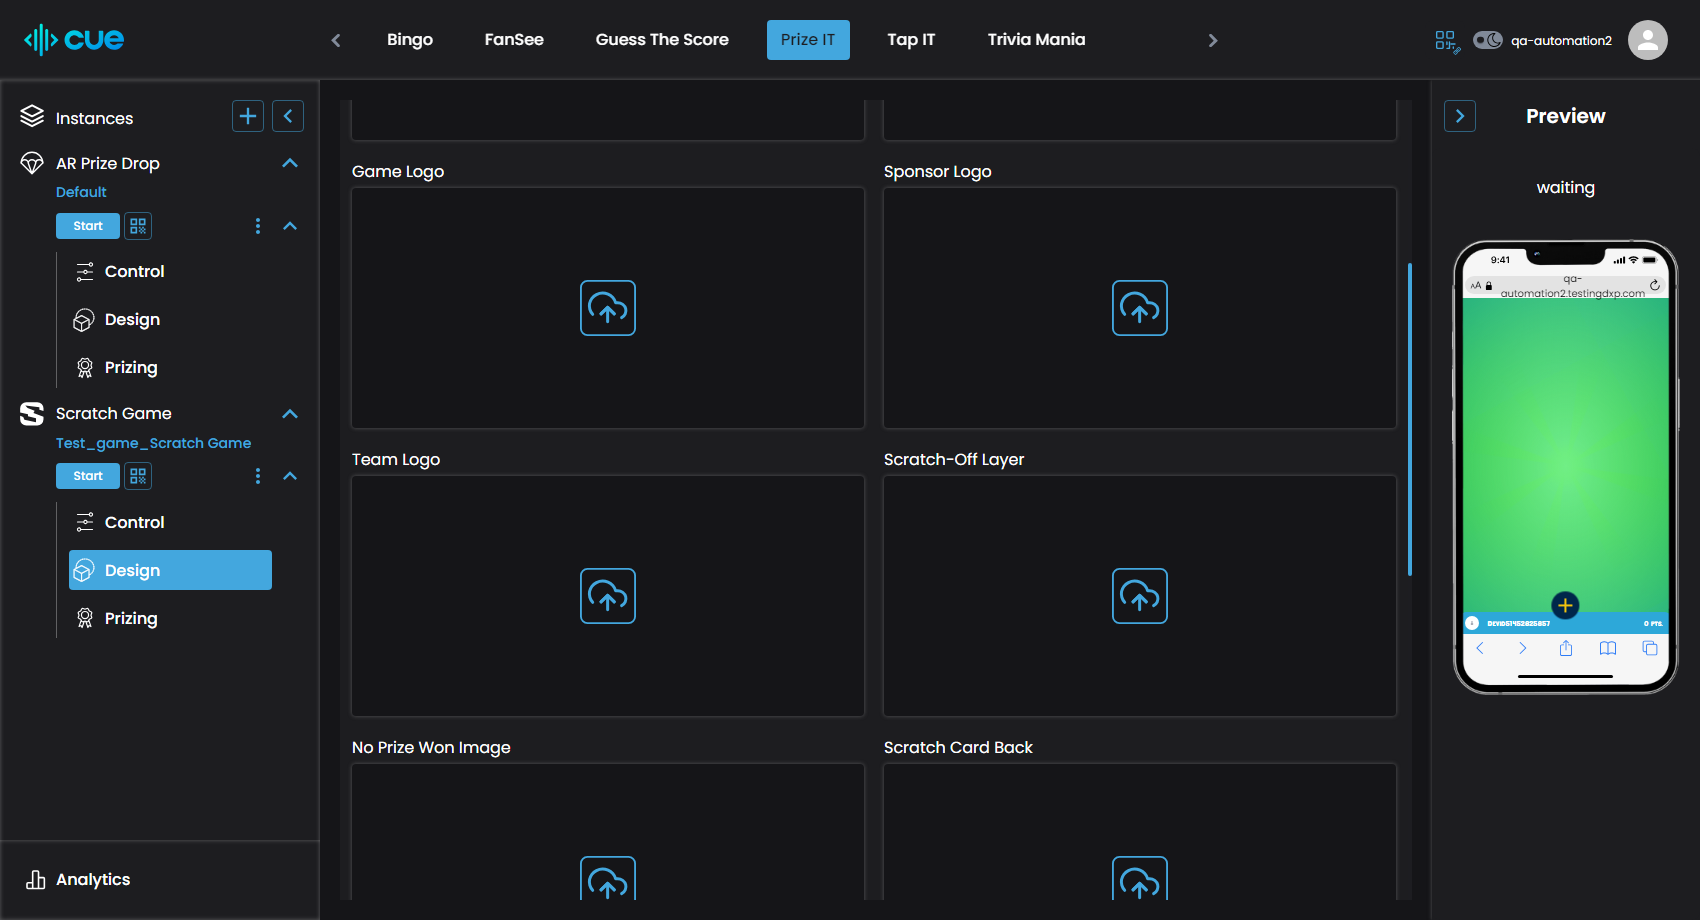 cue
Bingo
FanSee
Guess The Score
Prize IT
Tap IT
Trivia Mania
qa-automation2
Instances
AR Prize Drop
Default
Start
Control
Design
Prizing
Scratch Game
Test_game_Scratch Game
Start
Control
Design
Prizing
Analytics
Game Logo
Sponsor Logo
Team Logo
Scratch-Off Layer
No Prize Won Image
Scratch Card Back
Preview
waiting
9:41
AA
qa-
automation2.testingdxp.com
0 PTS.